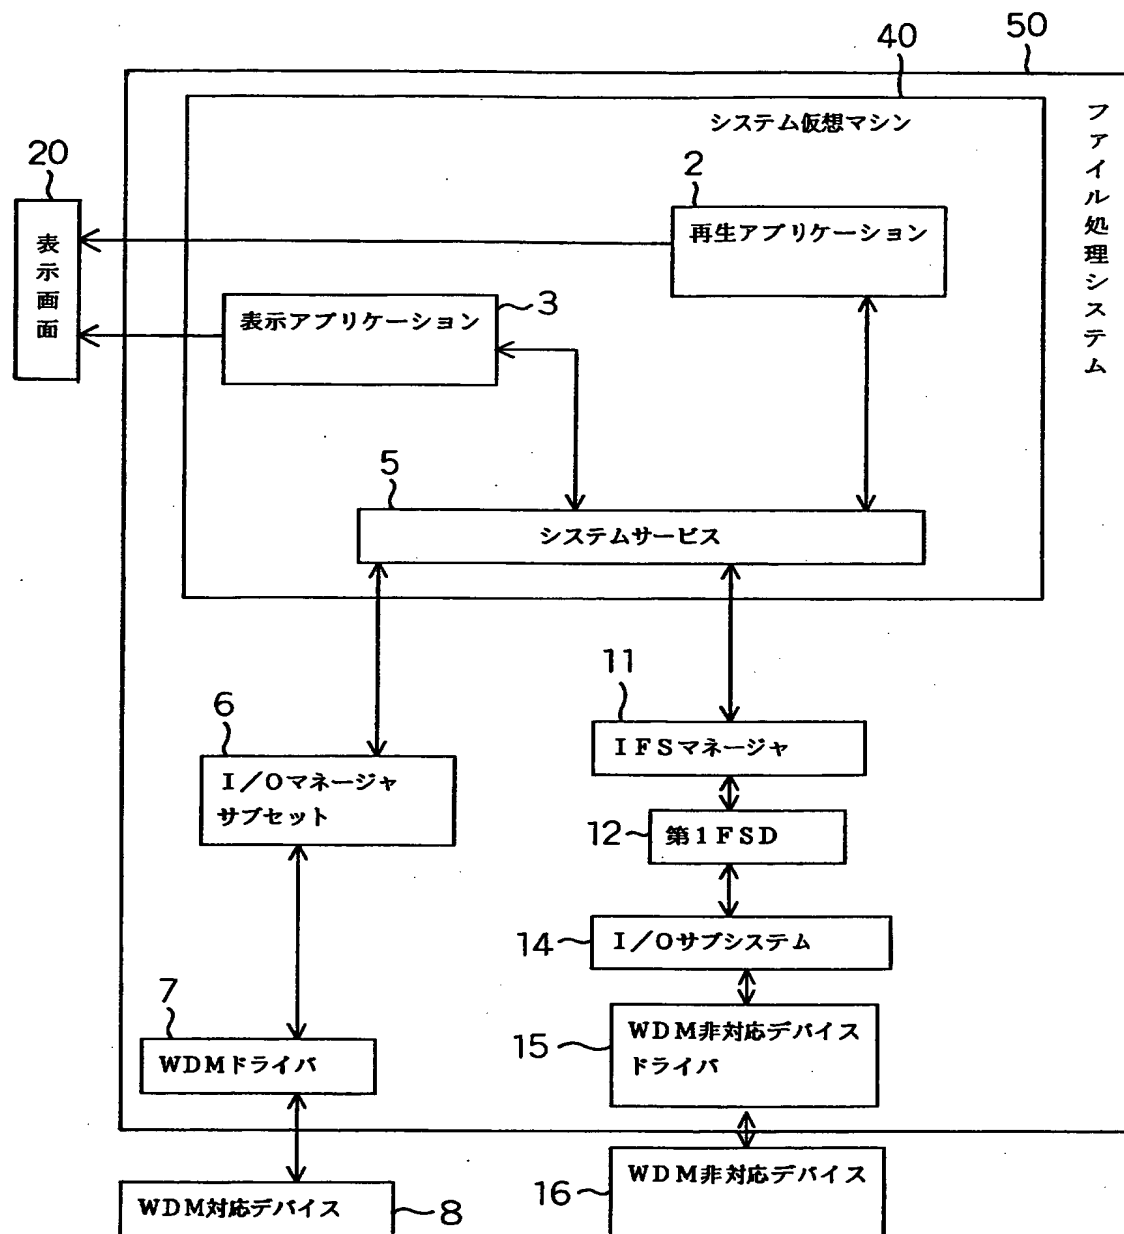 50
40
システム仮想マシン
ファイル処理システム
20
2
表示画面
再生アプリケーション
3
表示アプリケーション
5
システムサービス
11
6
IFSマネージャ
I/Oマネージャ
サブセット
12
第1FSD
14
I/Oサブシステム
7
15
WDM非対応デバイス
ドライバ
WDMドライバ
16
WDM非対応デバイス
WDM対応デバイス
8